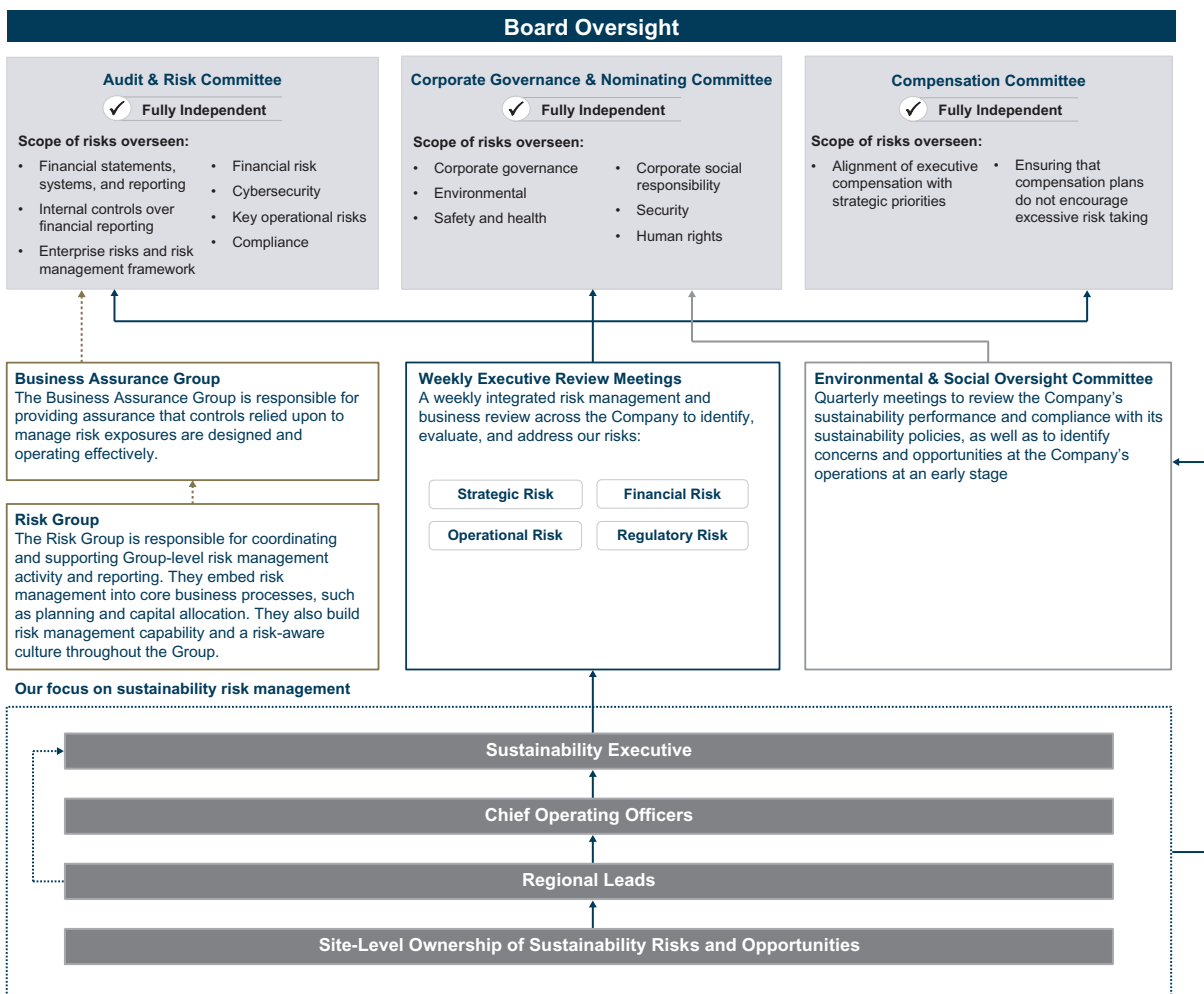 Board Oversight
Audit & Risk Committee
Fully Independent
Scope of risks overseen:
• Financial statements,
systems, and reporting
• Internal controls over
financial reporting
• Enterprise risks and risk
management framework
• Financial risk
• Cybersecurity
• Key operational risks
• Compliance
Corporate Governance & Nominating Committee
Fully Independent
Scope of risks overseen:
• Corporate governance
• Environmental
• Safety and health
• Corporate social
responsibility
• Security
• Human rights
Compensation Committee
Fully Independent
Scope of risks overseen:
• Alignment of executive
compensation with
strategic priorities
• Ensuring that
compensation plans
do not encourage
excessive risk taking
Business Assurance Group
The Business Assurance Group is responsible for
providing assurance that controls relied upon to
manage risk exposures are designed and
operating effectively.
Risk Group
The Risk Group is responsible for coordinating
and supporting Group-level risk management
activity and reporting. They embed risk
management into core business processes, such
as planning and capital allocation. They also build
risk management capability and a risk-aware
culture throughout the Group.
Weekly Executive Review Meetings
A weekly integrated risk management and
business review across the Company to identify,
evaluate, and address our risks:
Strategic Risk
Financial Risk
Operational Risk
Regulatory Risk
Environmental & Social Oversight Committee
Quarterly meetings to review the Company's
sustainability performance and compliance with its
sustainability policies, as well as to identify
concerns and opportunities at the Company's
operations at an early stage
Our focus on sustainability risk management
Sustainability Executive
Chief Operating Officers
Regional Leads
Site-Level Ownership of Sustainability Risks and Opportunities